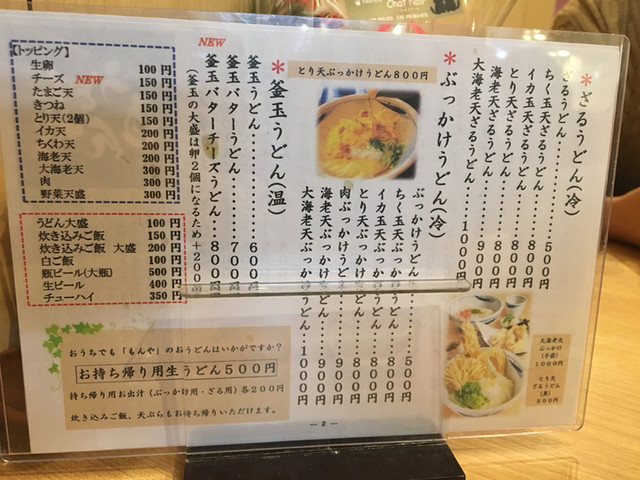 *ざるうどん(冷)
ざるうどん‥‥‥‥500円
ちく玉天ざるうどん‥‥800円
イカ玉天ざるうどん‥‥800円
とり天ざるうどん‥‥800円
海老天ざるうどん‥‥900円
大海老天ざるうどん‥‥1000円
*ぶっかけうどん(冷)
とり天ぶっかけうどん800円
ぶっかけうどん‥‥500円
ちく玉天ぶっかけうどん‥800円
イカ玉天ぶっかけうどん‥800円
とり天ぶっかけうどん‥800円
肉ぶっかけうどん‥800円
海老天ぶっかけうどん‥900円
大海老天ぶっかけうどん‥1000円
*釜玉うどん(温)
釜玉うどん‥‥‥‥600円
釜玉バターうどん‥‥‥700円
NEW
釜玉バターチーズうどん‥800円
(釜玉の大盛は卵2個になるため+200円)
【トッピング】
生卵 100円
チーズ NEW 150円
たまご天 150円
きつね 150円
とり天(2個) 150円
イカ天 200円
ちくわ天 200円
海老天 200円
大海老天 300円
肉 300円
野菜天盛 300円
うどん大盛 100円
炊き込みご飯 150円
炊き込みご飯 大盛 200円
白ご飯 100円
瓶ビール(大瓶) 500円
生ビール 400円
チューハイ 350円
おうちでも「もんや」のおうどんはいかがですか?
お持ち帰り用生うどん500円
持ち帰り用お出汁(ぶっかけ用・ざる用)各200円
炊き込みご飯、天ぷらもお持ち帰りいただけます。
大海老天
ぶっかけ
(手前)
1000円
とり天
ざるうどん
(奥)
800円
― 2 ―